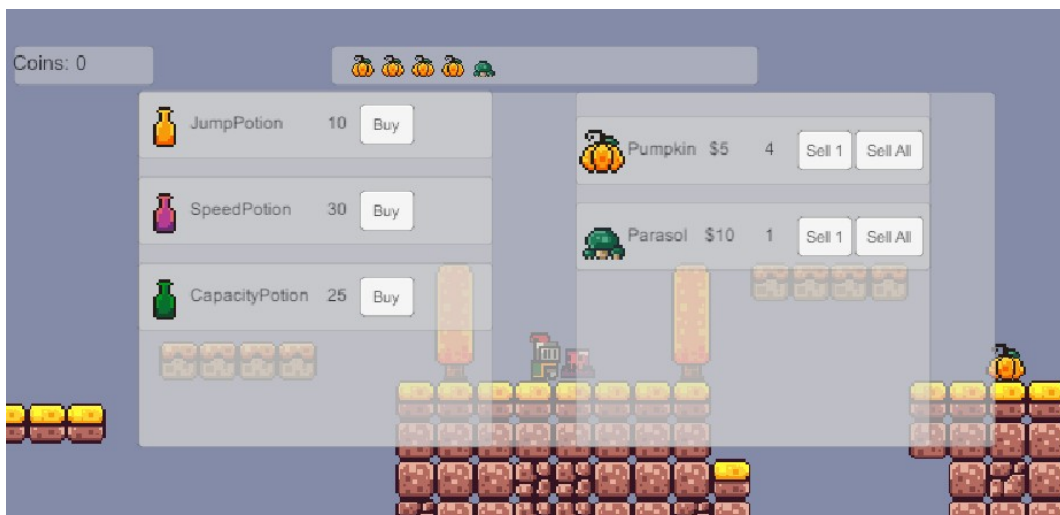 Coins: 0
JumpPotion 10 Buy
SpeedPotion 30 Buy
CapacityPotion 25 Buy
Pumpkin $5 4 Sell 1 Sell All
Parasol $10 1 Sell 1 Sell All